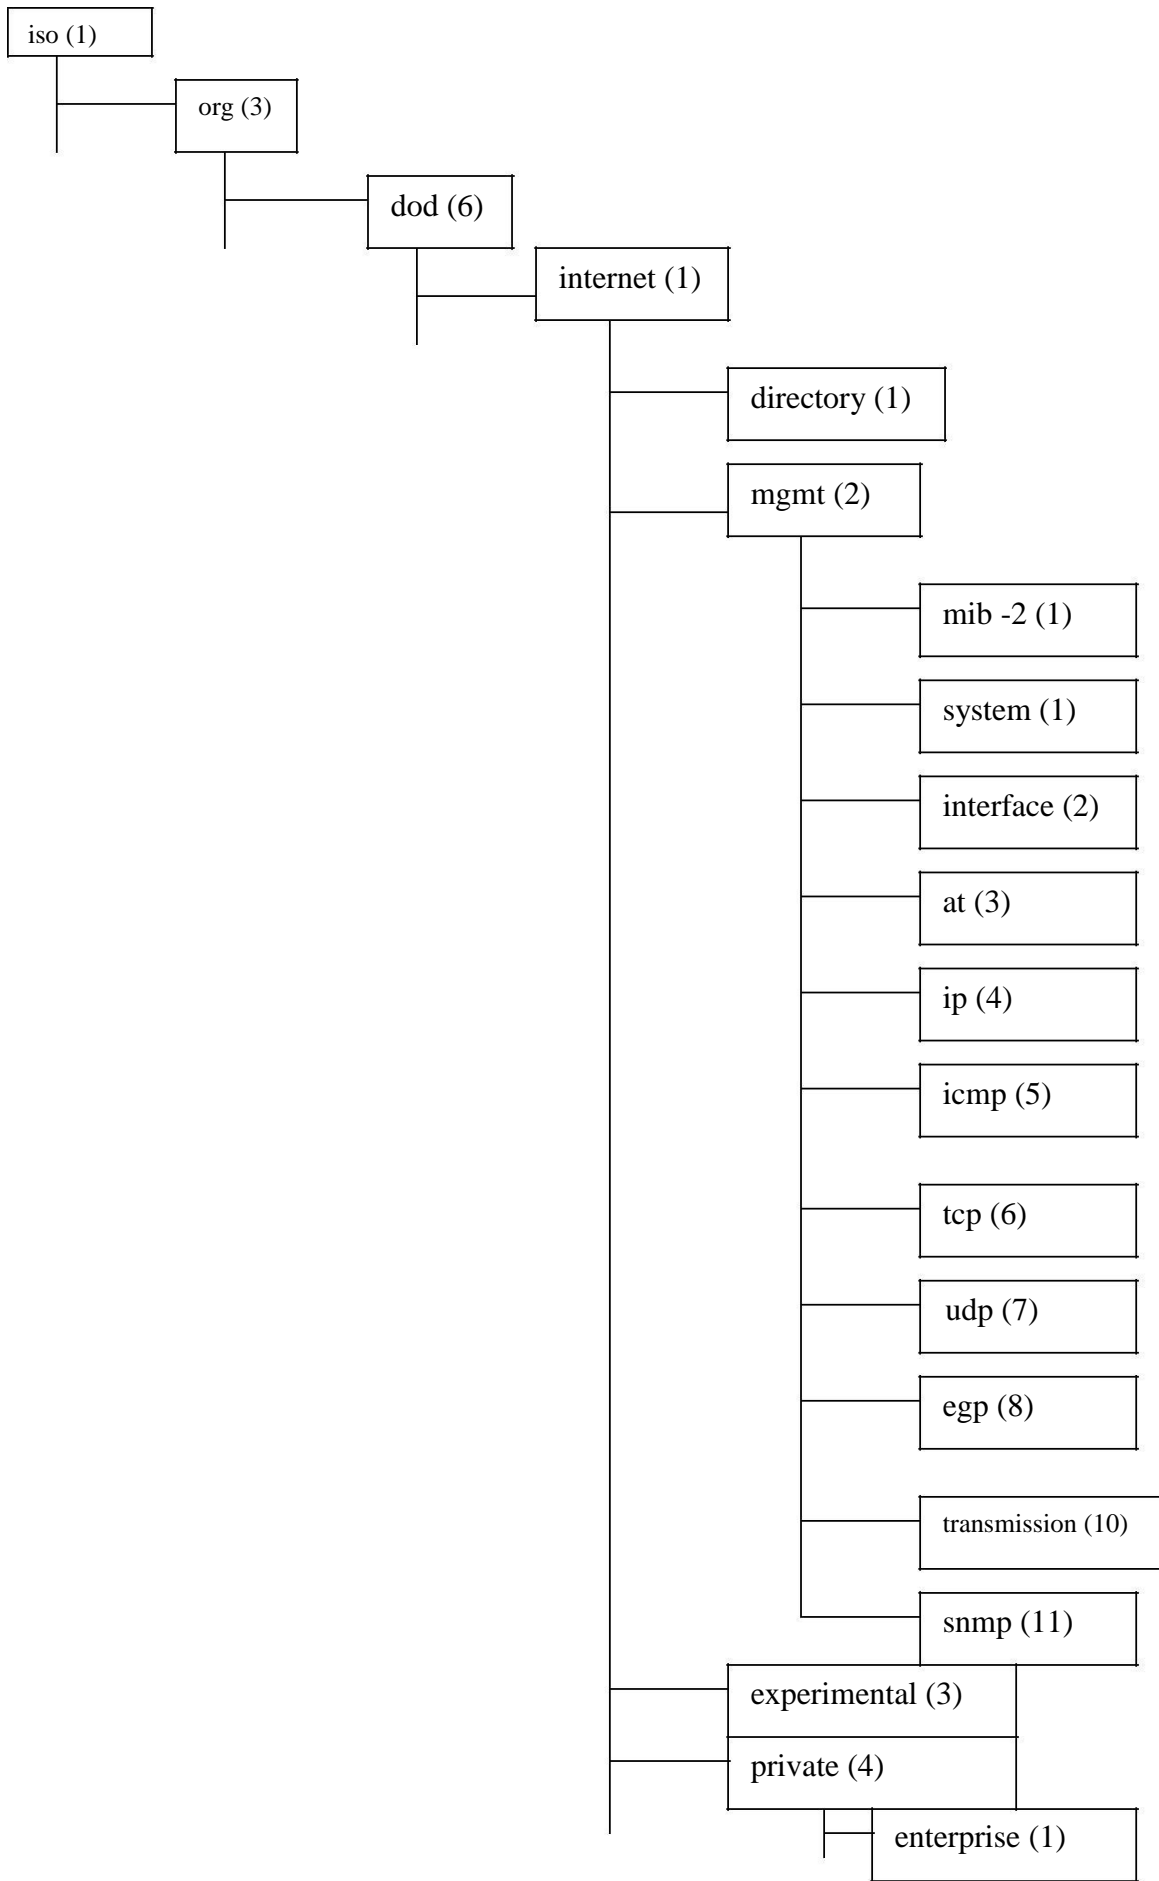 iso (1)
org (3)
dod (6)
internet (1)
directory (1)
mgmt (2)
mib -2 (1)
system (1)
interface (2)
at (3)
ip (4)
icmp (5)
tcp (6)
udp (7)
egp (8)
transmission (10)
snmp (11)
experimental (3)
private (4)
enterprise (1)